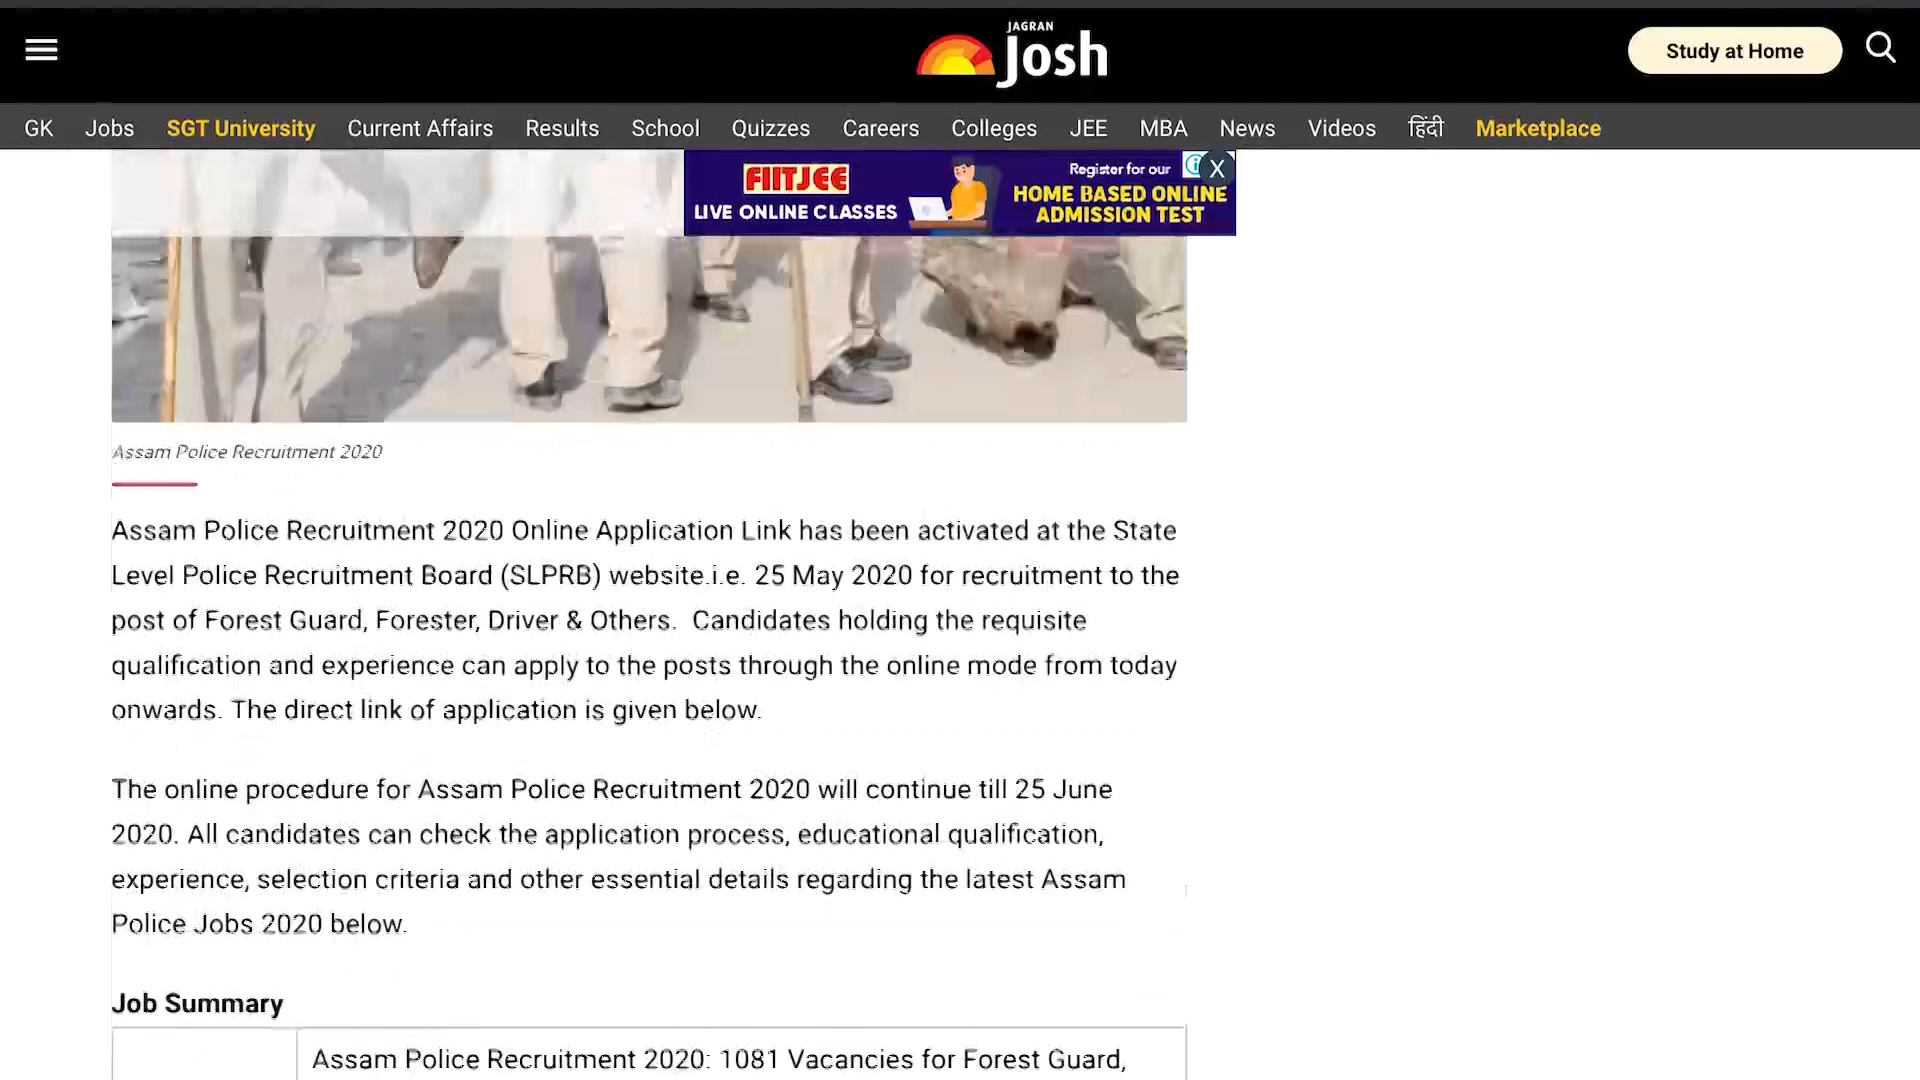 JAGRAN
Josh
Study at Home
GK Jobs SGT University Current Affairs Results School Quizzes Careers Colleges JEE MBA News Videos हिंदी Marketplace
FIITJEE
LIVE ONLINE CLASSES
Register for our
X
HOME BASED ONLINE
ADMISSION TEST
Assam Police Recruitment 2020
Assam Police Recruitment 2020 Online Application Link has been activated at the State
Level Police Recruitment Board (SLPRB) website.i.e. 25 May 2020 for recruitment to the
post of Forest Guard, Forester, Driver & Others. Candidates holding the requisite
qualification and experience can apply to the posts through the online mode from today
onwards. The direct link of application is given below.
The online procedure for Assam Police Recruitment 2020 will continue till 25 June
2020. All candidates can check the application process, educational qualification,
experience, selection criteria and other essential details regarding the latest Assam
Police Jobs 2020 below.
Job Summary
Assam Police Recruitment 2020: 1081 Vacancies for Forest Guard,